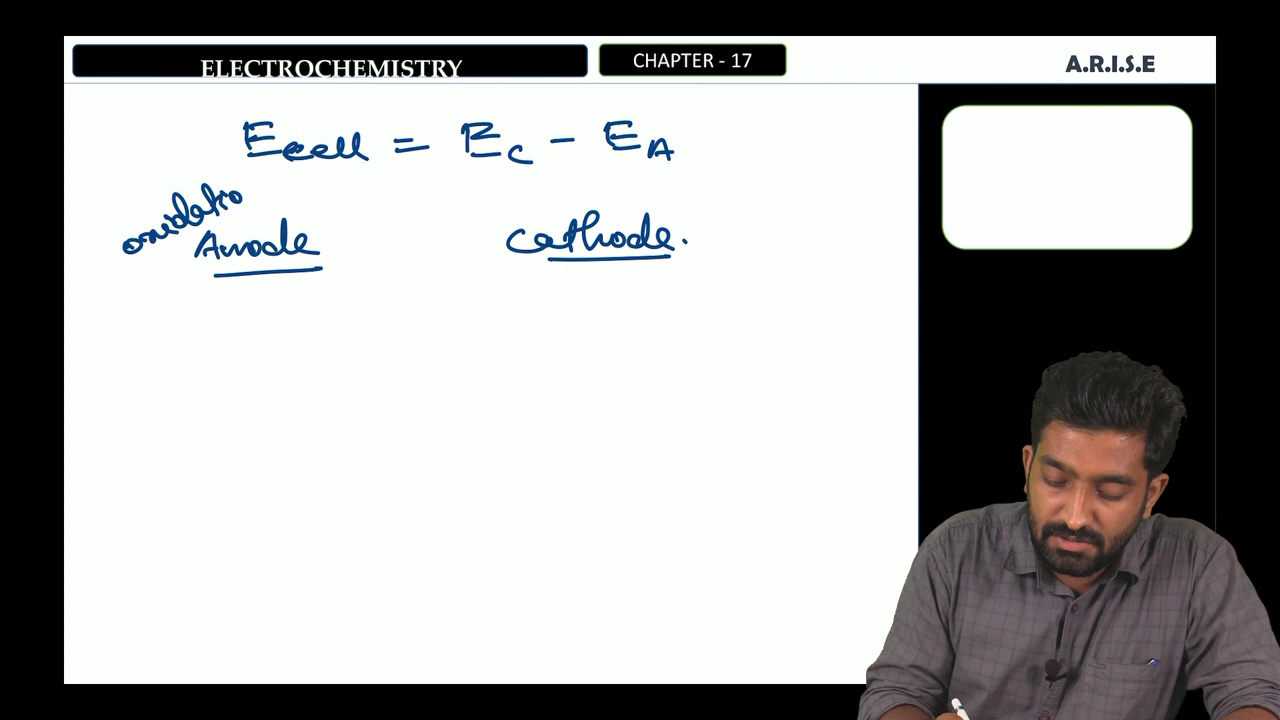 ELECTROCHEMISTRY
CHAPTER - 17
A.R.I.S.E
Ecell = EC - EA
oxidatio
Anode
Cathode.